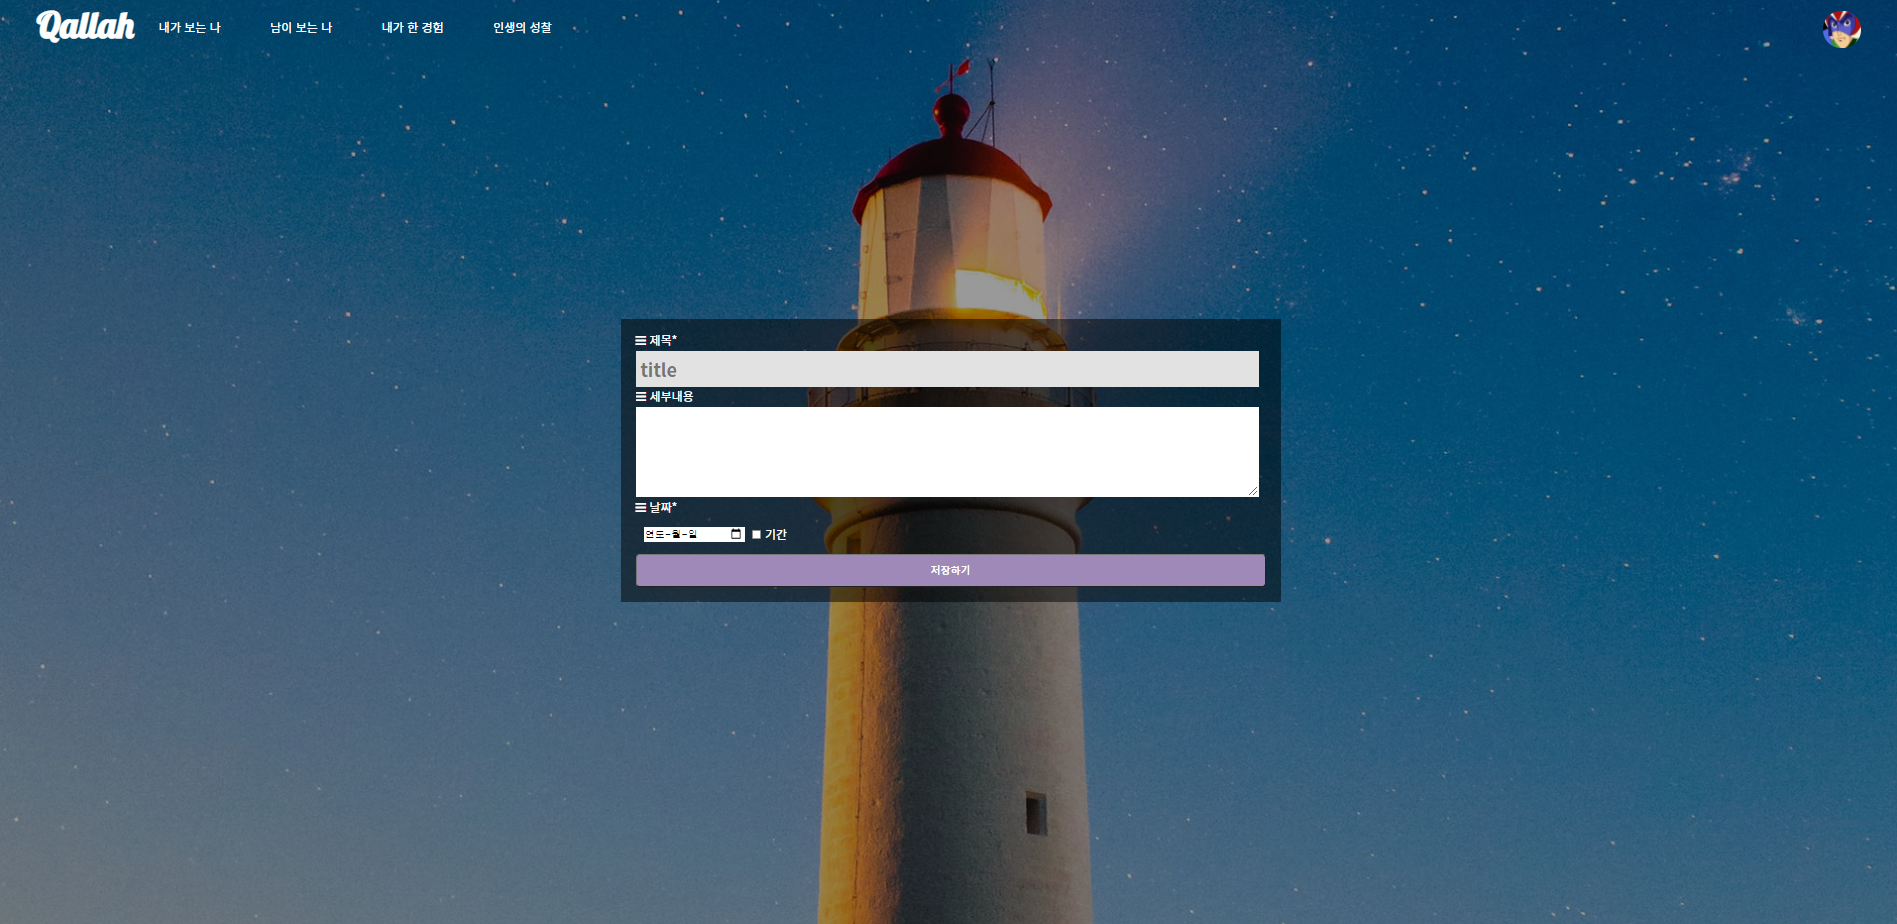 Qallah 내가 보는 나 남이 보는 나 내가 한 경험 인생의 성찰
제목*
title
세부내용
날짜*
연도-월-일 기간
저장하기